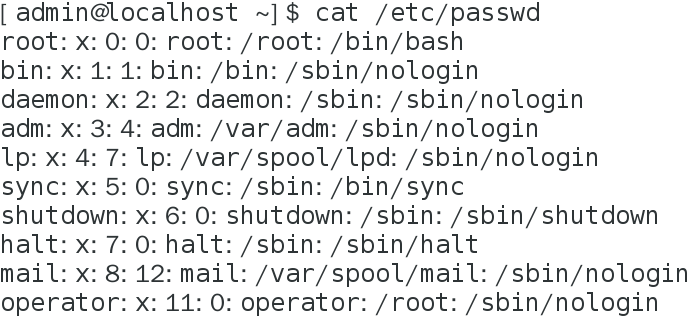 [ admin@localhost ~] $ cat /etc/passwd
root: x: 0: 0: root: /root: /bin/bash
bin: x: 1: 1: bin: /bin: /sbin/nologin
daemon: x: 2: 2: daemon: /sbin: /sbin/nologin
adm: x: 3: 4: adm: /var/adm: /sbin/nologin
lp: x: 4: 7: lp: /var/spool/lpd: /sbin/nologin
sync: x: 5: 0: sync: /sbin: /bin/sync
shutdown: x: 6: 0: shutdown: /sbin: /sbin/shutdown
halt: x: 7: 0: halt: /sbin: /sbin/halt
mail: x: 8: 12: mail: /var/spool/mail: /sbin/nologin
operator: x: 11: 0: operator: /root: /sbin/nologin